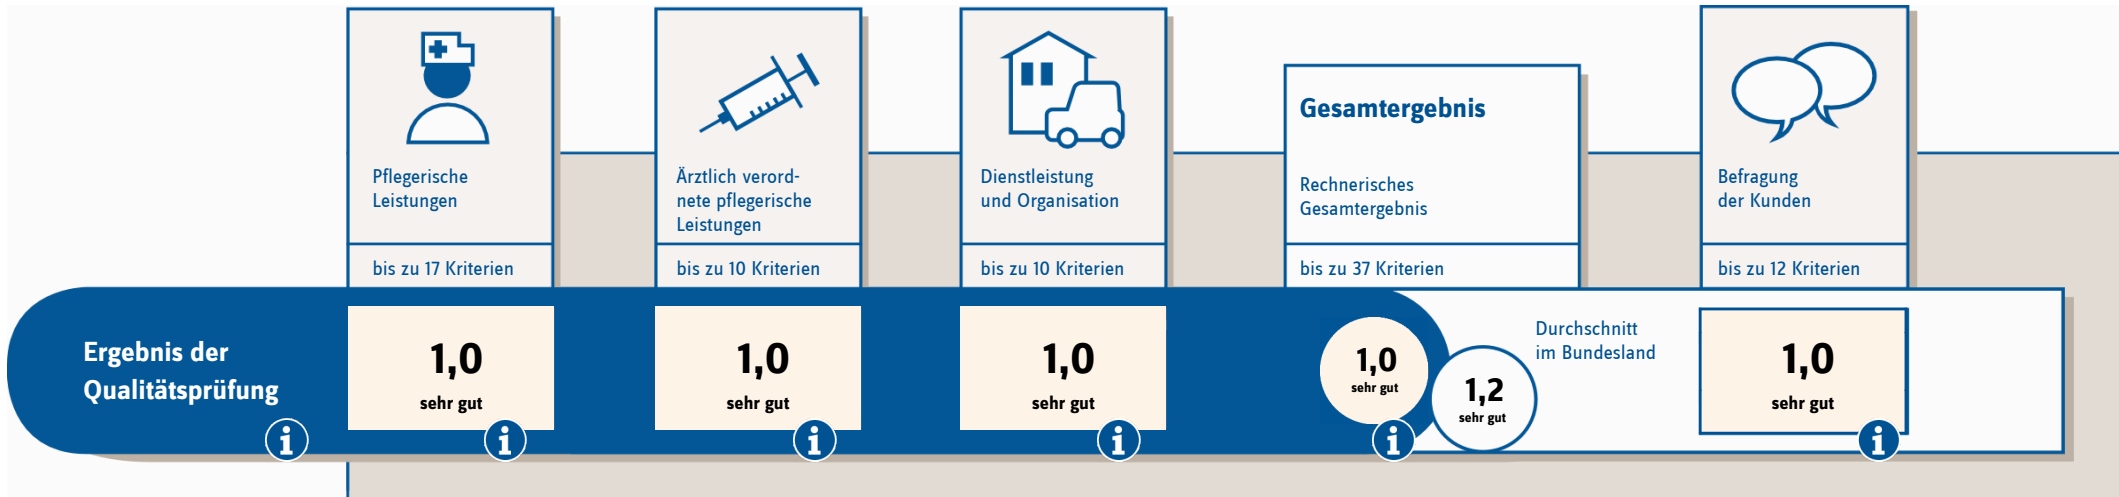 Pflegerische
Leistungen
bis zu 17 Kriterien
Ärztlich verord-
nete pflegerische
Leistungen
bis zu 10 Kriterien
Dienstleistung
und Organisation
bis zu 10 Kriterien
Gesamtergebnis
Rechnerisches
Gesamtergebnis
bis zu 37 Kriterien
Befragung
der Kunden
bis zu 12 Kriterien
Ergebnis der
Qualitätsprüfung
i
1,0
sehr gut
i
1,0
sehr gut
i
1,0
sehr gut
i
1,0
sehr gut
i
1,2
sehr gut
Durchschnitt
im Bundesland
1,0
sehr gut
i